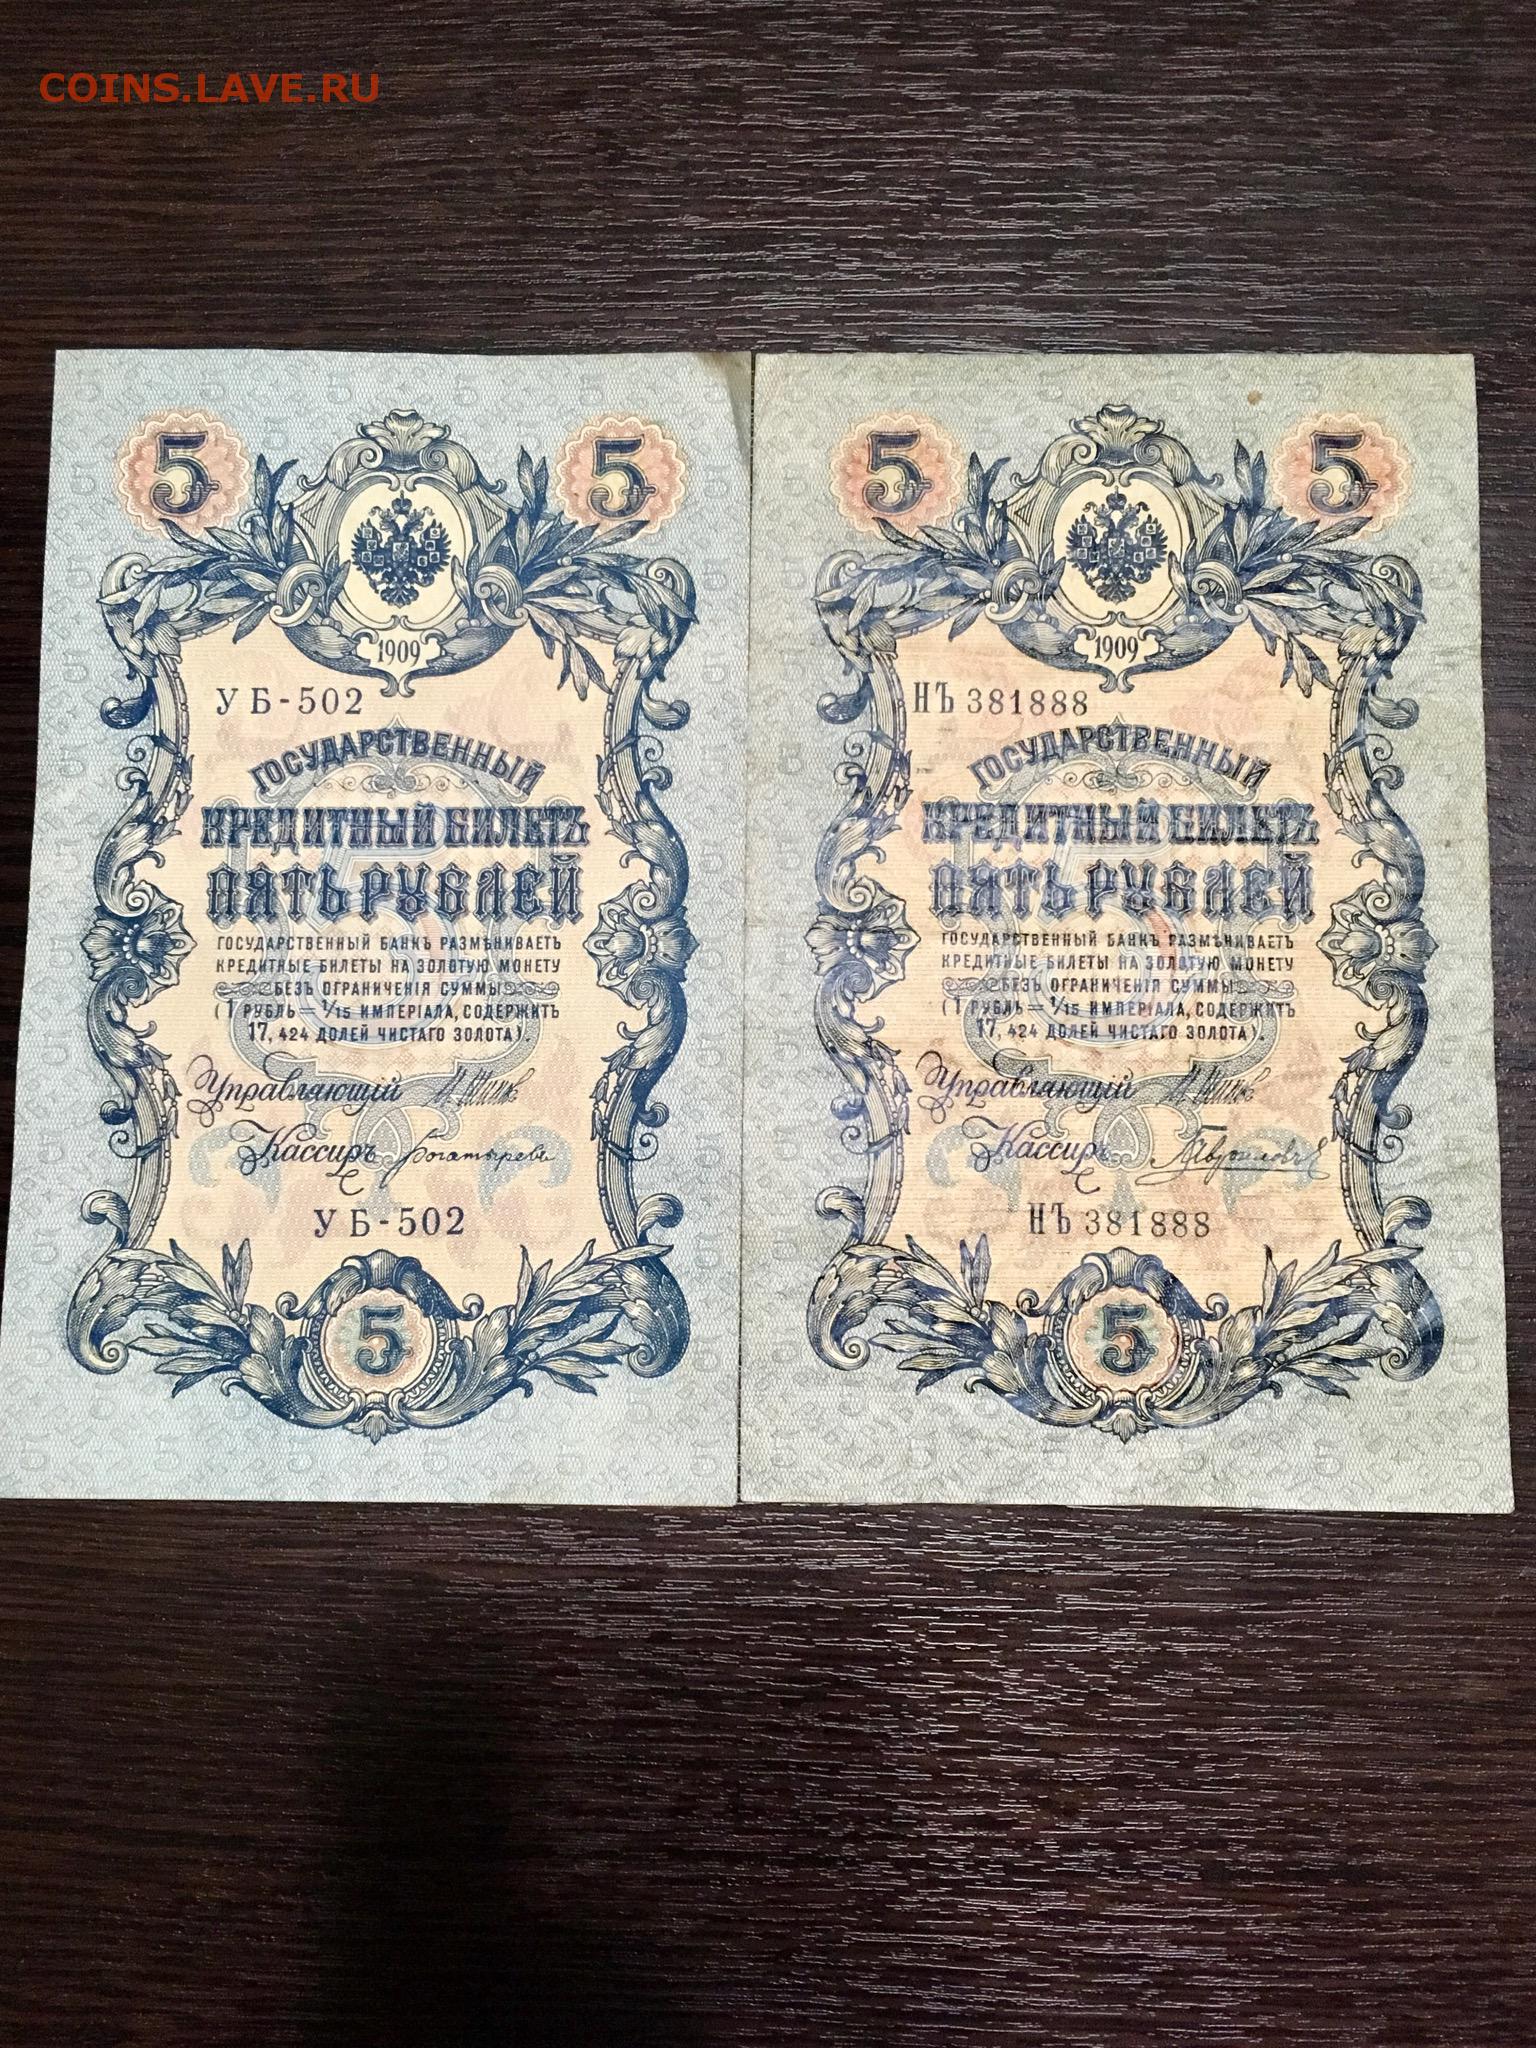 COINS.LAVE.RU
5 5
1909
УБ-502
ГОСУДАРСТВЕННЫЙ
КРЕДИТНЫЙ БИЛЕТЪ
ПЯТЬ РУБЛЕЙ
ГОСУДАРСТВЕННЫЙ БАНКЪ РАЗМѢНИВАЕТЪ
КРЕДИТНЫЕ БИЛЕТЫ НА ЗОЛОТУЮ МОНЕТУ
БЕЗЪ ОГРАНИЧЕНІЯ СУММЫ
(1 РУБЛЬ = 1/15 ИМПЕРІАЛА, СОДЕРЖИТЪ
17,424 ДОЛЕЙ ЧИСТАГО ЗОЛОТА).
Управляющій И Шипов
Кассиръ Богатыревъ
УБ-502
5
5 5
1909
НЪ 381888
ГОСУДАРСТВЕННЫЙ
КРЕДИТНЫЙ БИЛЕТЪ
ПЯТЬ РУБЛЕЙ
ГОСУДАРСТВЕННЫЙ БАНКЪ РАЗМѢНИВАЕТЪ
КРЕДИТНЫЕ БИЛЕТЫ НА ЗОЛОТУЮ МОНЕТУ
БЕЗЪ ОГРАНИЧЕНІЯ СУММЫ
(1 РУБЛЬ = 1/15 ИМПЕРІАЛА, СОДЕРЖИТЪ
17,424 ДОЛЕЙ ЧИСТАГО ЗОЛОТА).
Управляющій И Шипов
Кассиръ Гавриловъ
НЪ 381888
5